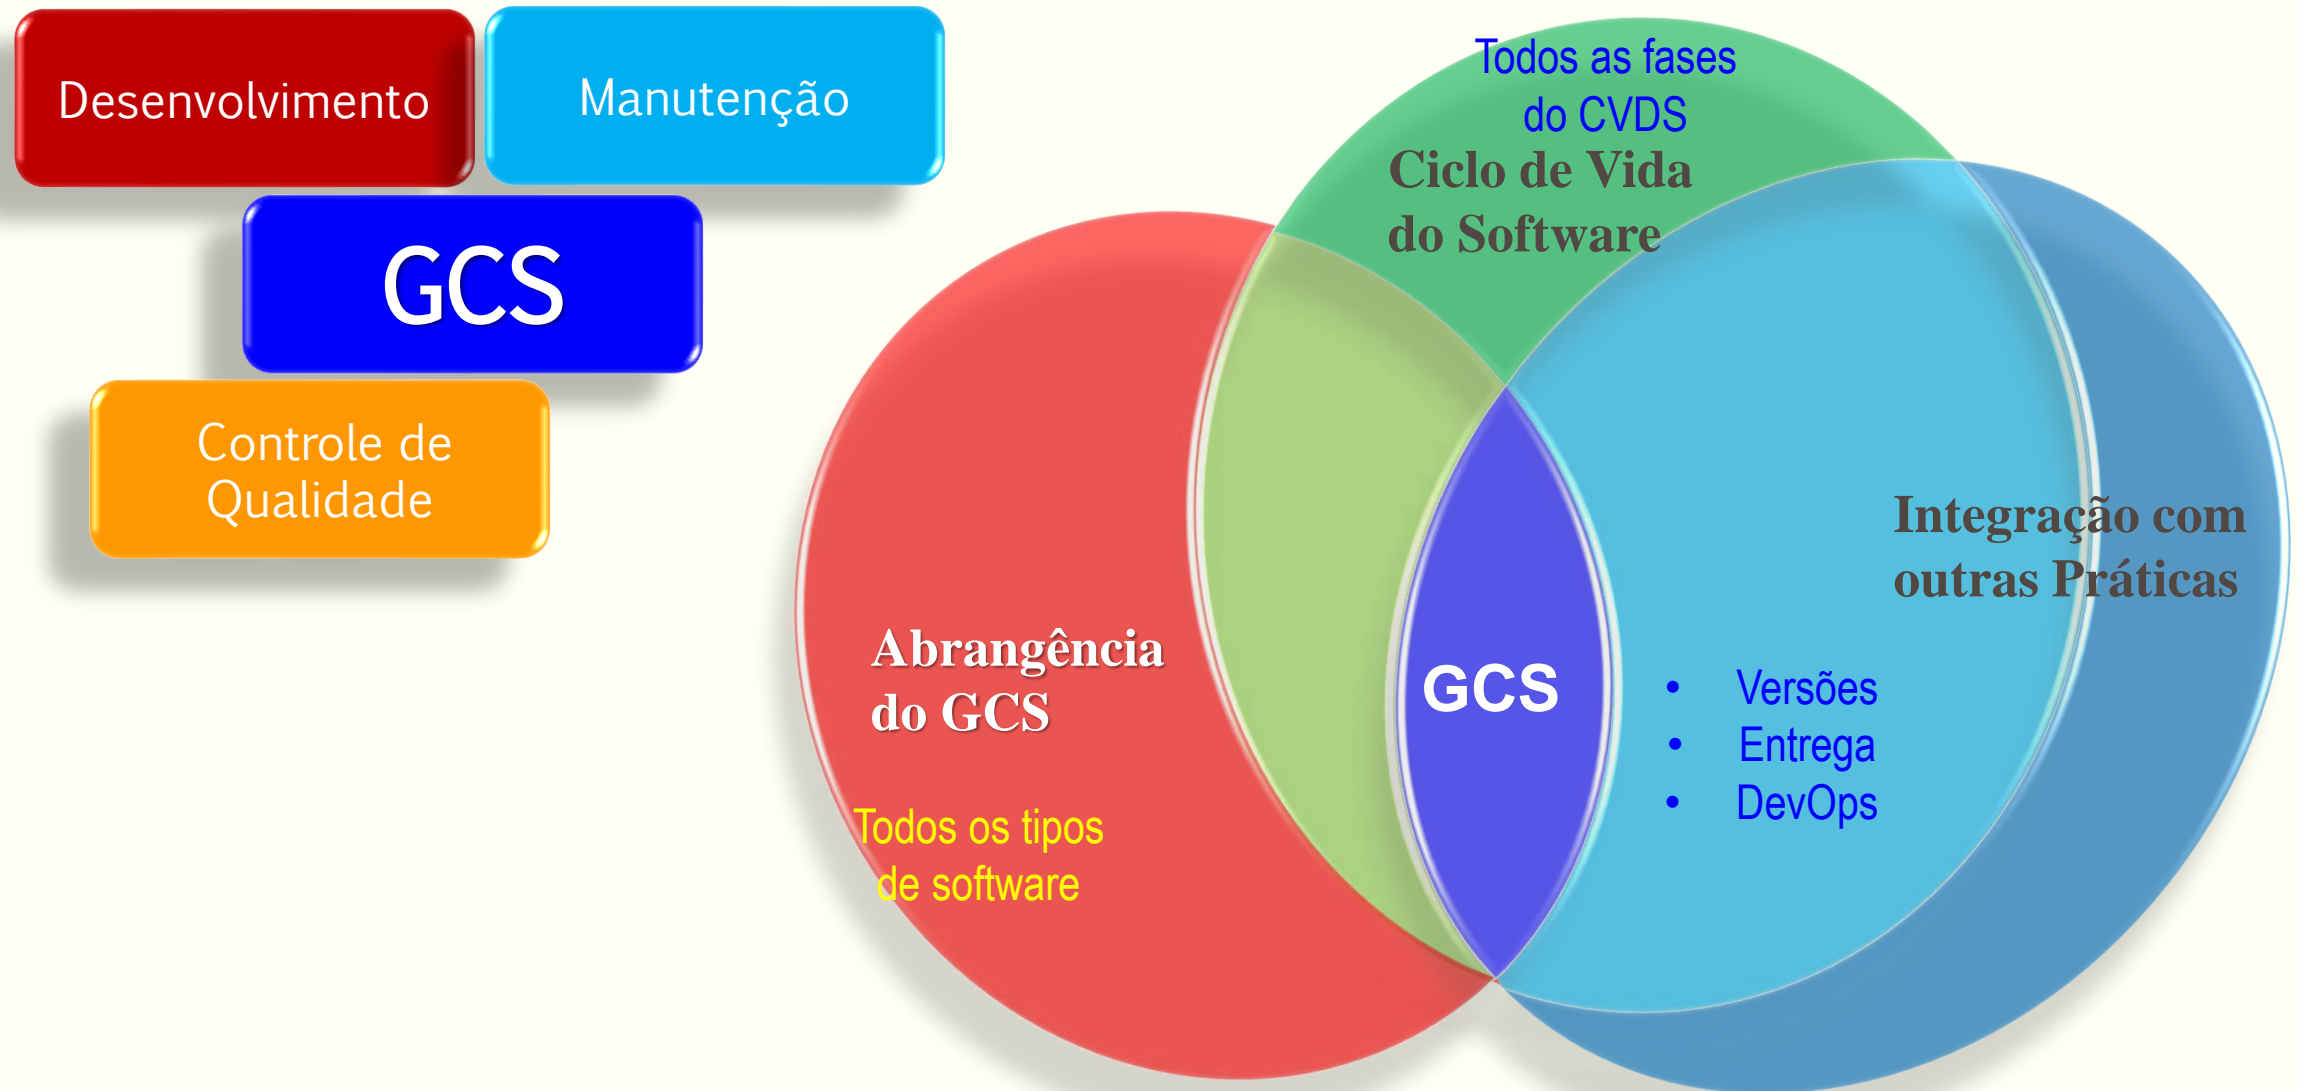 Desenvolvimento
Manutenção
GCS
Controle de
Qualidade
Todos as fases
do CVDS
Ciclo de Vida
do Software
Integração com
outras Práticas
Abrangência
do GCS
GCS
• Versões
• Entrega
• DevOps
Todos os tipos
de software